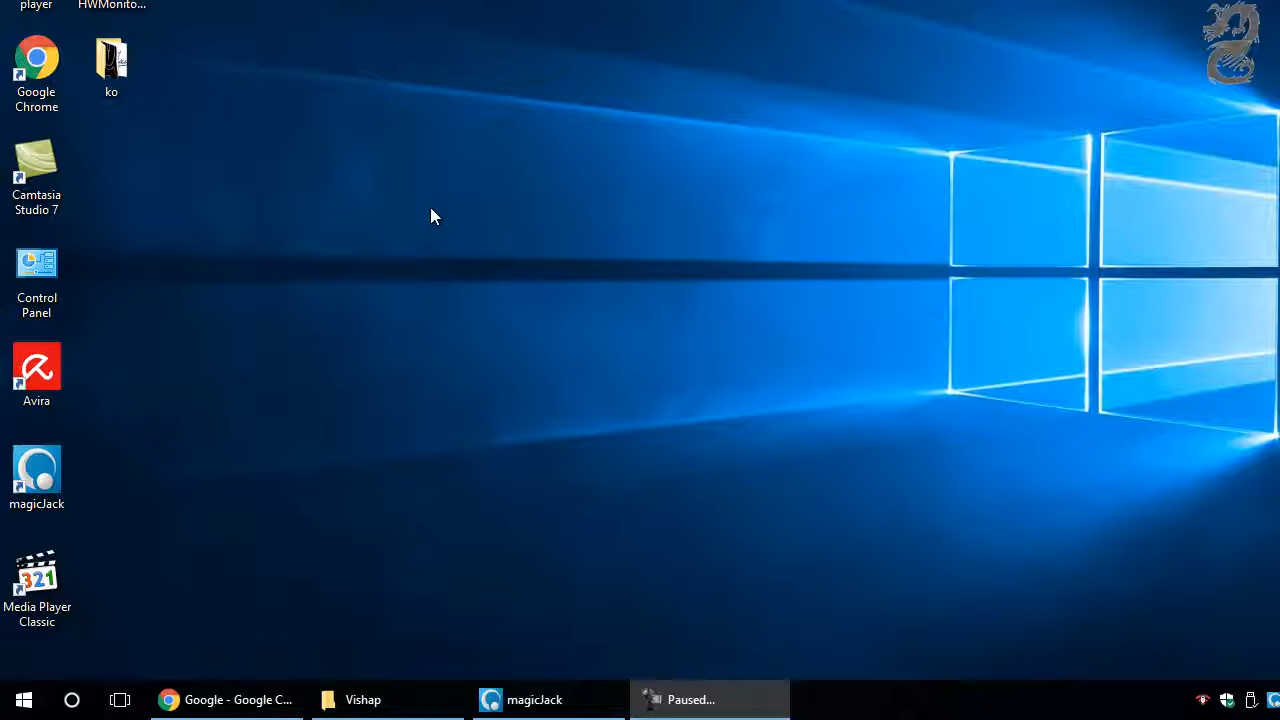 player
HWMonito...
Google
Chrome
ko
Camtasia
Studio 7
Control
Panel
Avira
magicJack
321
Media Player
Classic
Google - Google C...
Vishap
magicJack
Paused...